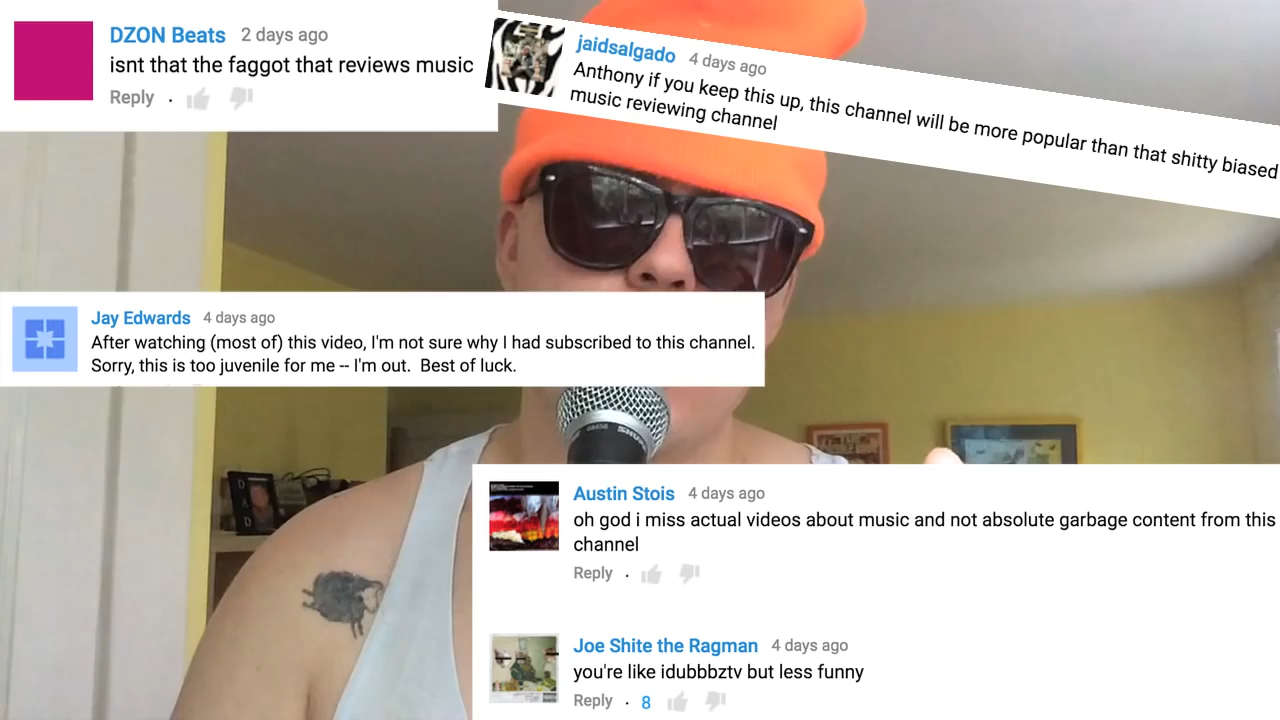 DZON Beats 2 days ago
isnt that the faggot that reviews music
Reply
jaidsalgado 4 days ago
Anthony if you keep this up, this channel will be more popular than that shitty biased
music reviewing channel
Jay Edwards 4 days ago
After watching (most of) this video, I'm not sure why I had subscribed to this channel.
Sorry, this is too juvenile for me -- I'm out. Best of luck.
Austin Stois 4 days ago
oh god i miss actual videos about music and not absolute garbage content from this
channel
Reply
Joe Shite the Ragman 4 days ago
you're like idubbbztv but less funny
Reply · 8